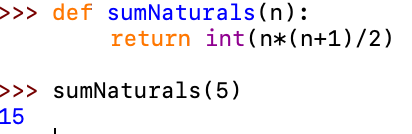 >>> def sumNaturals(n):
        return int(n*(n+1)/2)
>>> sumNaturals(5)
15